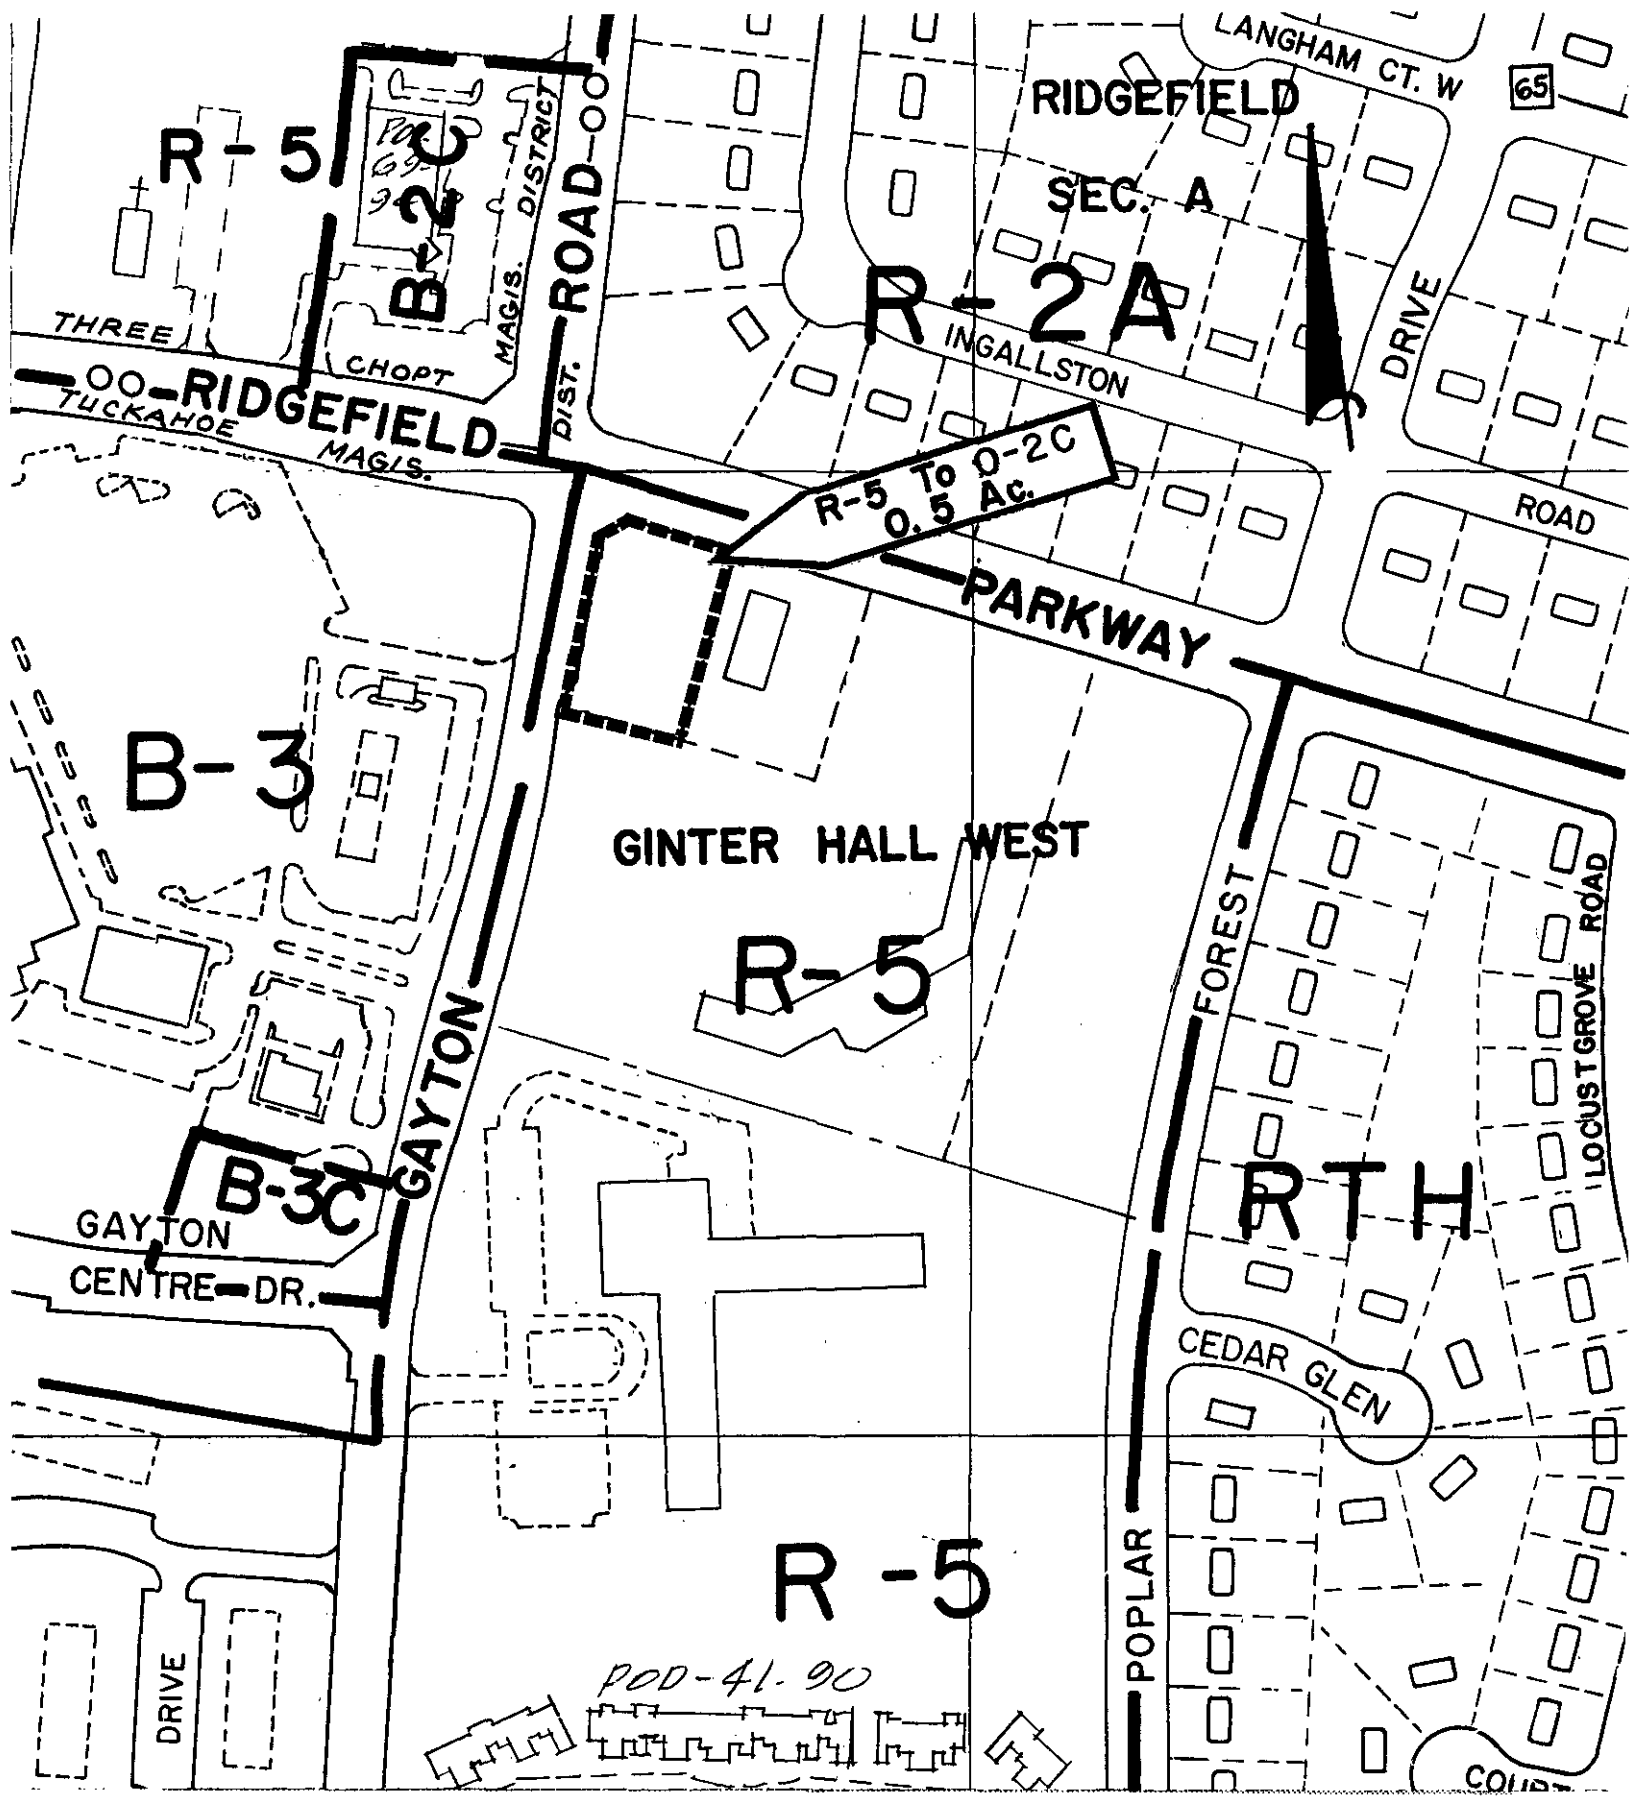 LANGHAM CT. W
65
RIDGEFIELD
SEC. A
R-2A
R-5
B-2C
DISTRICT
MAGIS.
DIST.
ROAD
THREE
CHOPT
RIDGEFIELD
TUCKAHOE
MAGIS.
INGALLSTON
ROAD
DRIVE
R-5 To O-2C
0.5 Ac.
PARKWAY
B-3
GINTER HALL WEST
R-5
FOREST
LOCUST GROVE ROAD
GAYTON
B-3C
GAYTON
CENTRE DR.
RTH
CEDAR GLEN
R-5
POPLAR
POD-41-90
DRIVE
COURT